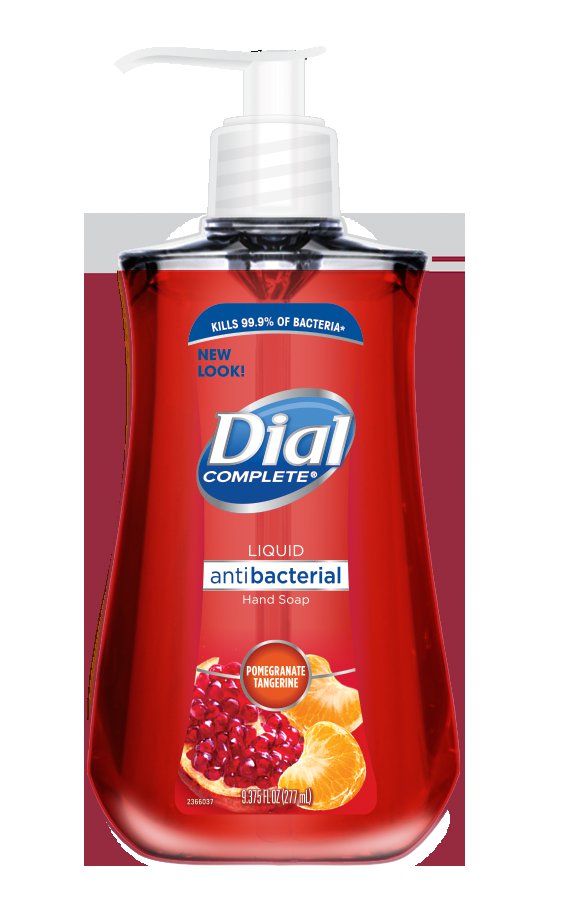 KILLS 99.9% OF BACTERIA*
NEW
LOOK!
Dial
COMPLETE®
LIQUID
antibacterial
Hand Soap
POMEGRANATE
TANGERINE
2366037
9.375 FL OZ (277 mL)